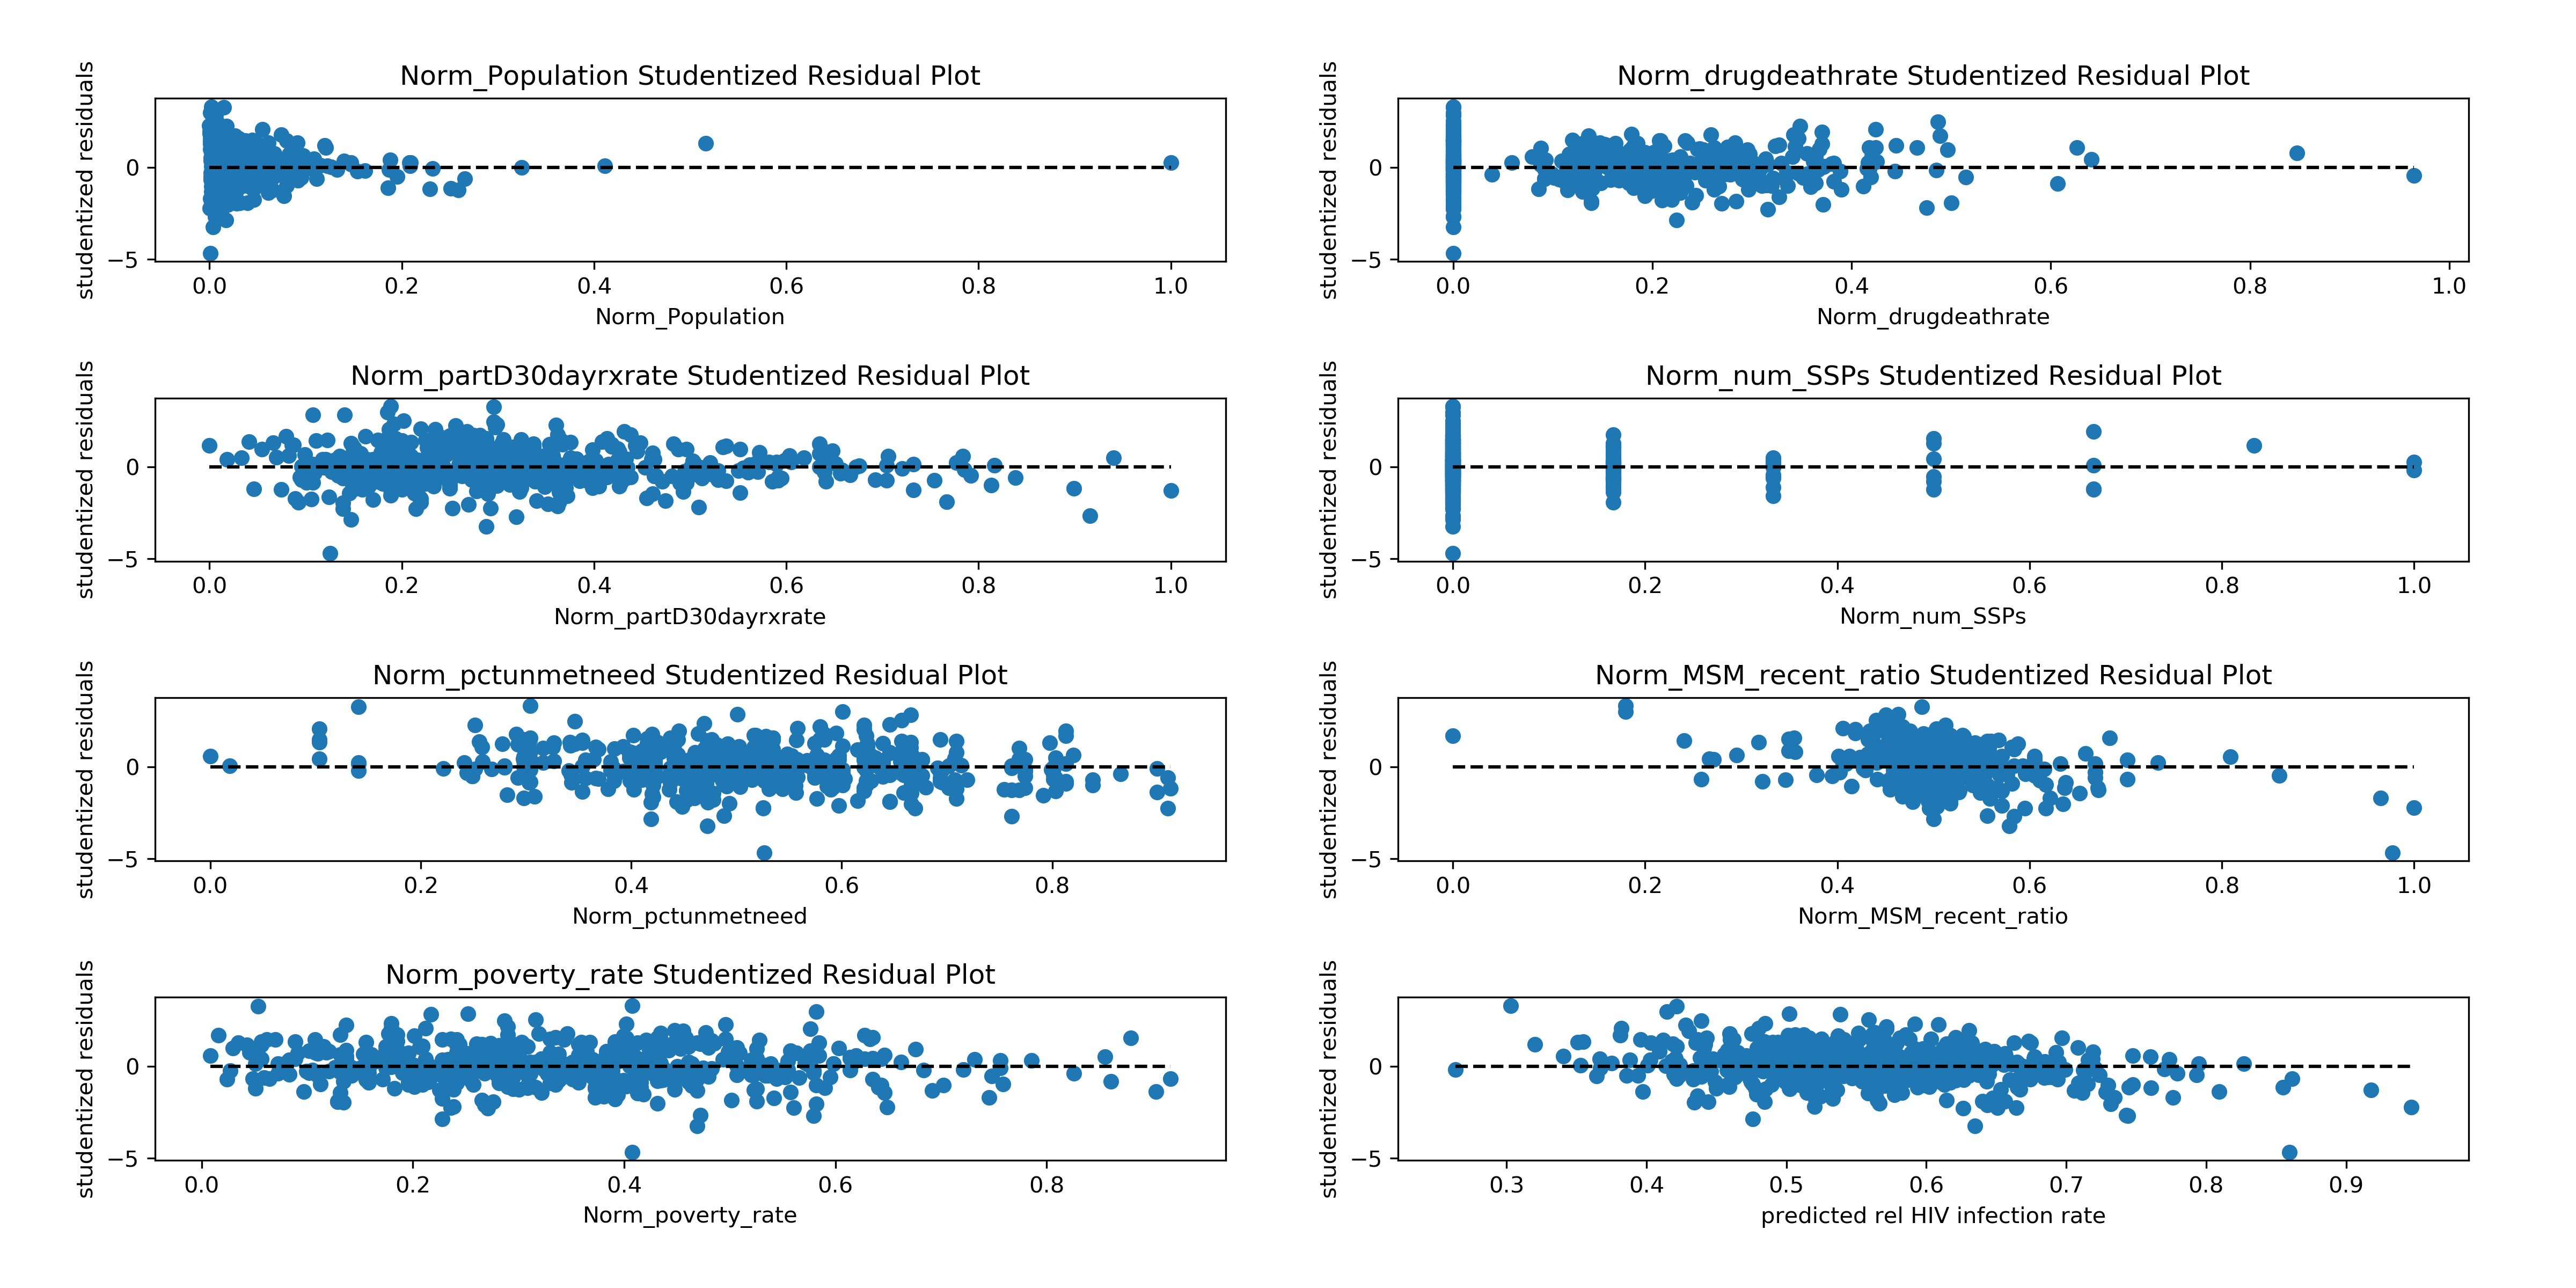 Norm_Population Studentized Residual Plot
studentized residuals
0
−5
0.0 0.2 0.4 0.6 0.8 1.0
Norm_Population
Norm_drugdeathrate Studentized Residual Plot
studentized residuals
0
−5
0.0 0.2 0.4 0.6 0.8 1.0
Norm_drugdeathrate
Norm_partD30dayrxrate Studentized Residual Plot
studentized residuals
0
−5
0.0 0.2 0.4 0.6 0.8 1.0
Norm_partD30dayrxrate
Norm_num_SSPs Studentized Residual Plot
studentized residuals
0
−5
0.0 0.2 0.4 0.6 0.8 1.0
Norm_num_SSPs
Norm_pctunmetneed Studentized Residual Plot
studentized residuals
0
−5
0.0 0.2 0.4 0.6 0.8
Norm_pctunmetneed
Norm_MSM_recent_ratio Studentized Residual Plot
studentized residuals
0
−5
0.0 0.2 0.4 0.6 0.8 1.0
Norm_MSM_recent_ratio
Norm_poverty_rate Studentized Residual Plot
studentized residuals
0
−5
0.0 0.2 0.4 0.6 0.8
Norm_poverty_rate
studentized residuals
0
−5
0.3 0.4 0.5 0.6 0.7 0.8 0.9
predicted rel HIV infection rate